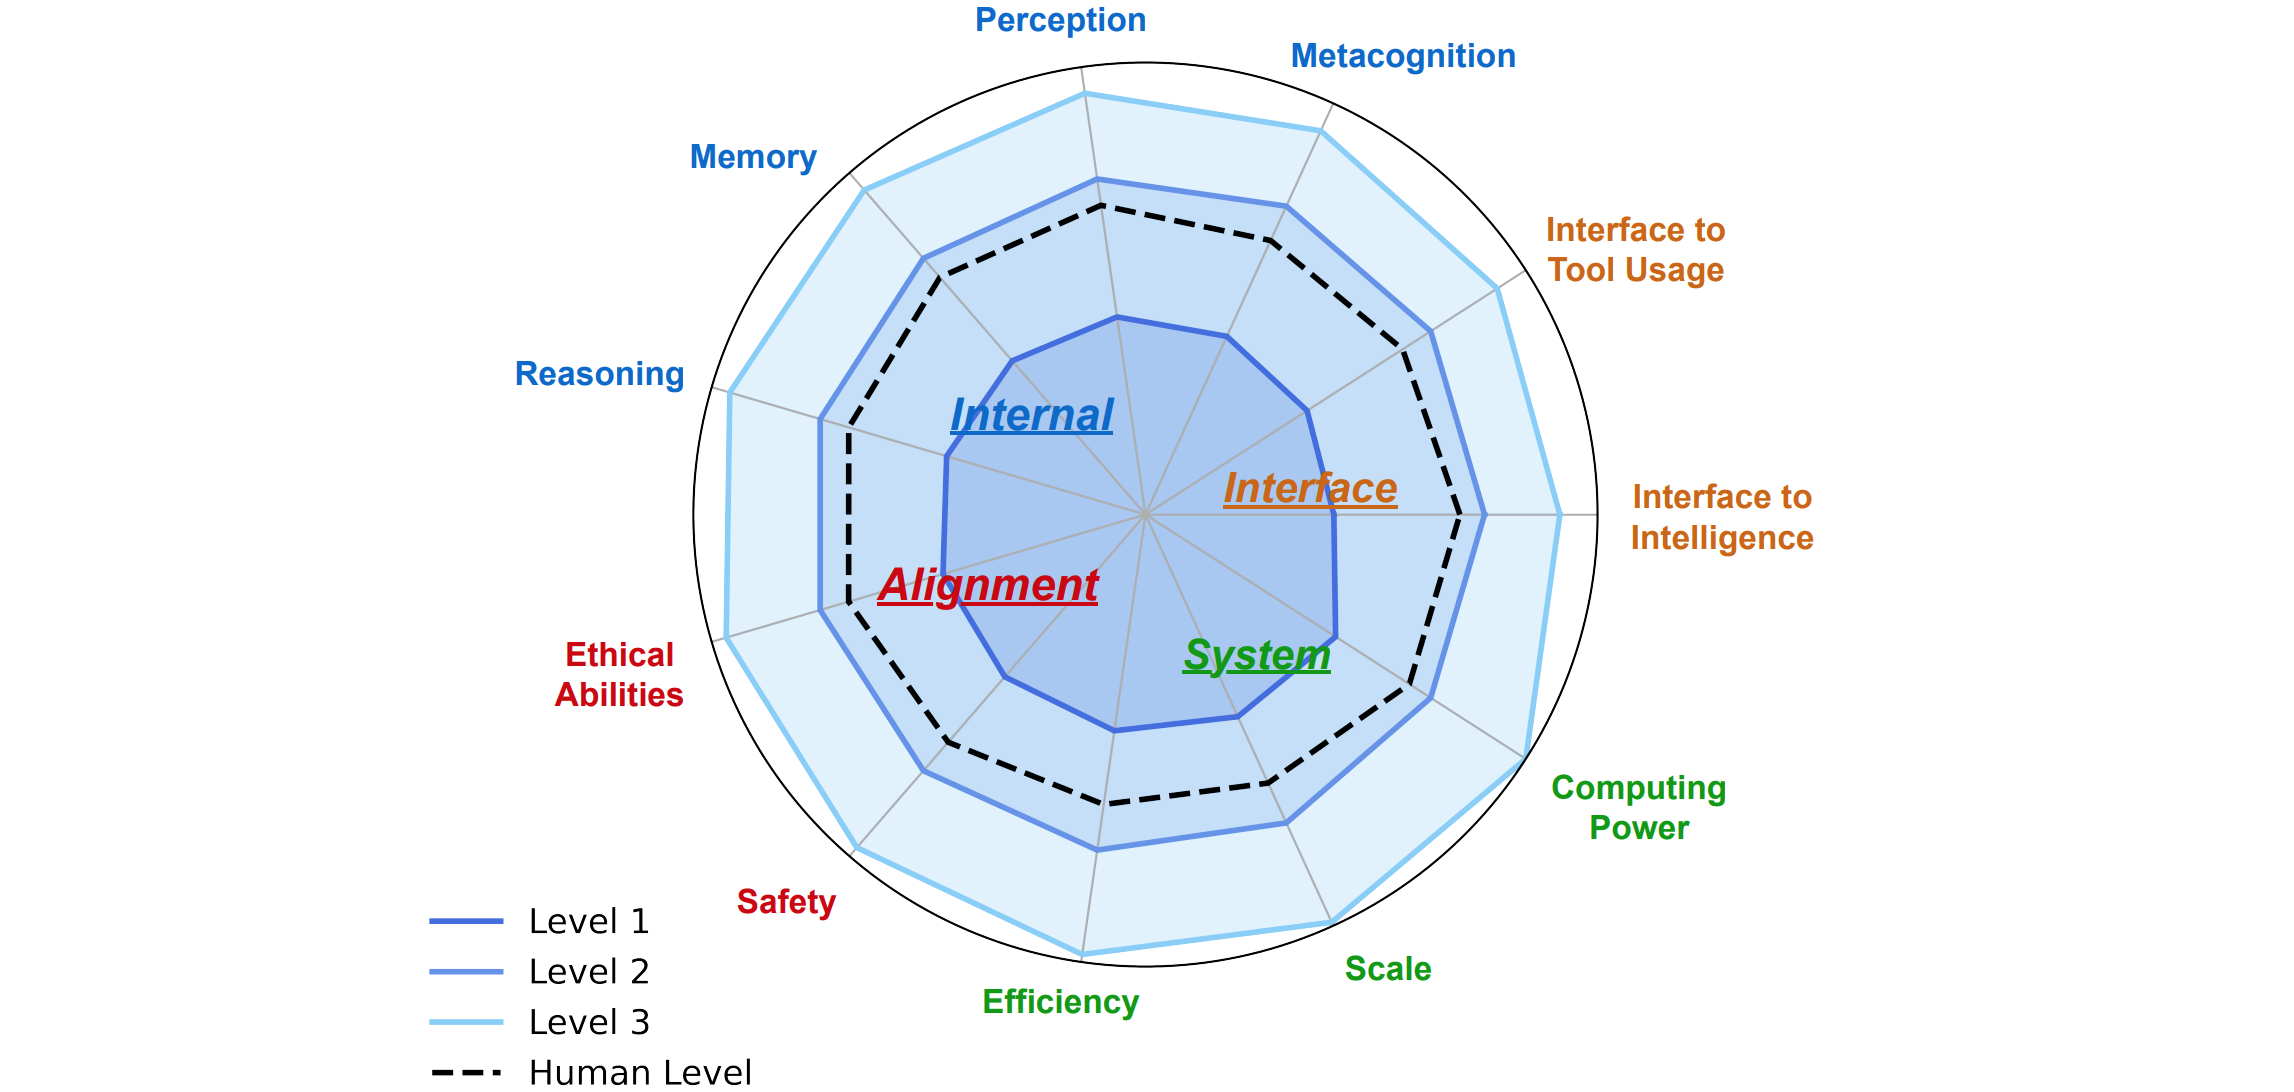 Perception
Metacognition
Memory
Interface to
Tool Usage
Reasoning
Internal
Interface
Interface to
Intelligence
Alignment
System
Ethical
Abilities
Computing
Power
Safety
Scale
Efficiency
Level 1
Level 2
Level 3
Human Level